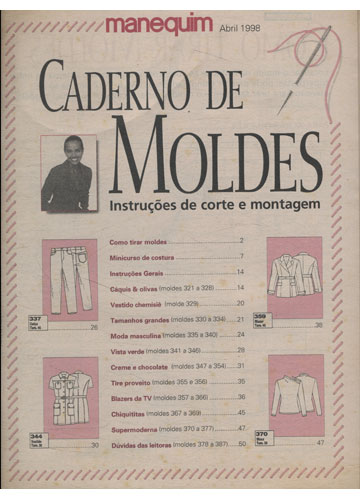 manequim Abril 1998
CADERNO DE
MOLDES
Instruções de corte e montagem
Como tirar moldes 2
Minicurso de costura 7
Instruções Gerais 14
Cáquis & olivas (moldes 321 a 328) 14
Vestido chemisiê (molde 329) 20
Tamanhos grandes (moldes 330 a 334) 21
Moda masculina (moldes 335 a 340) 24
Vista verde (moldes 341 a 346) 28
Creme e chocolate (moldes 347 a 354) 31
Tire proveito (moldes 355 e 356) 35
Blazers da TV (moldes 357 a 366) 36
Chiquititas (moldes 367 a 369) 45
Supermoderna (moldes 370 a 377) 47
Dúvidas das leitoras (moldes 378 a 387) 50
337
26
344
30
359
38
370
47